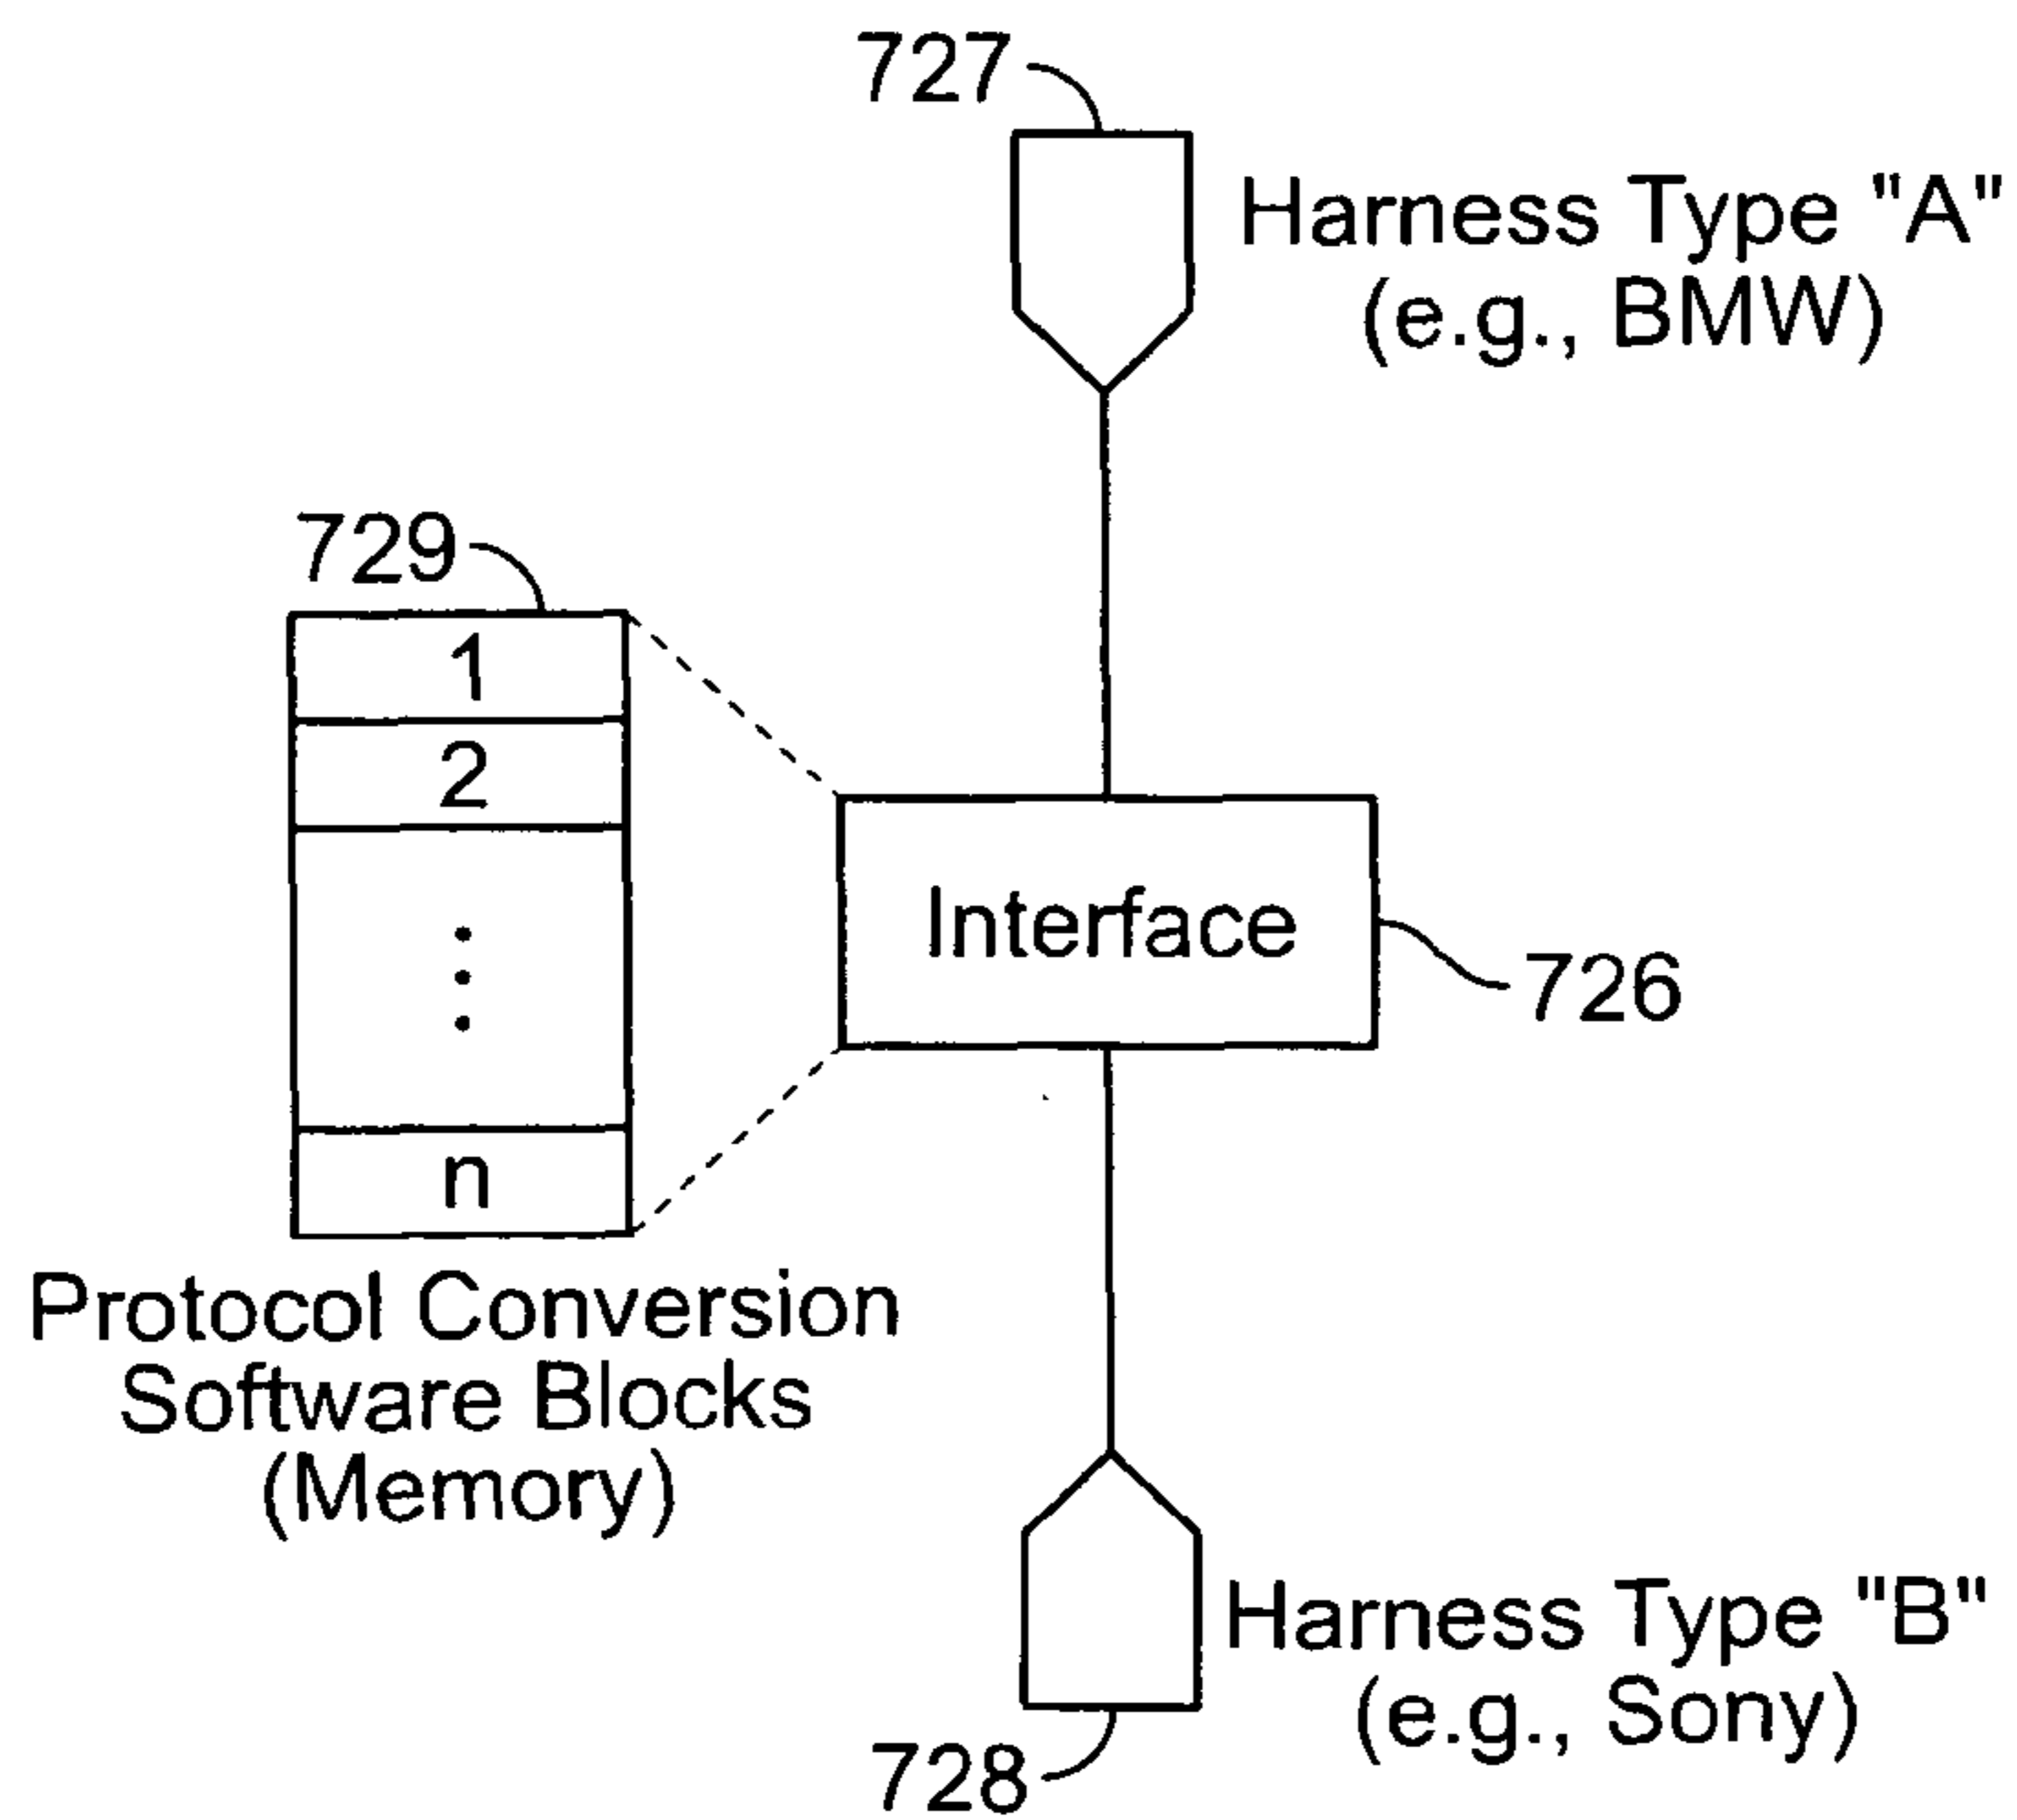 727
Harness Type "A"
(e.g., BMW)
729
1
2
Interface
726
n
Protocol Conversion
Software Blocks
(Memory)
Harness Type "B"
(e.g., Sony)
728